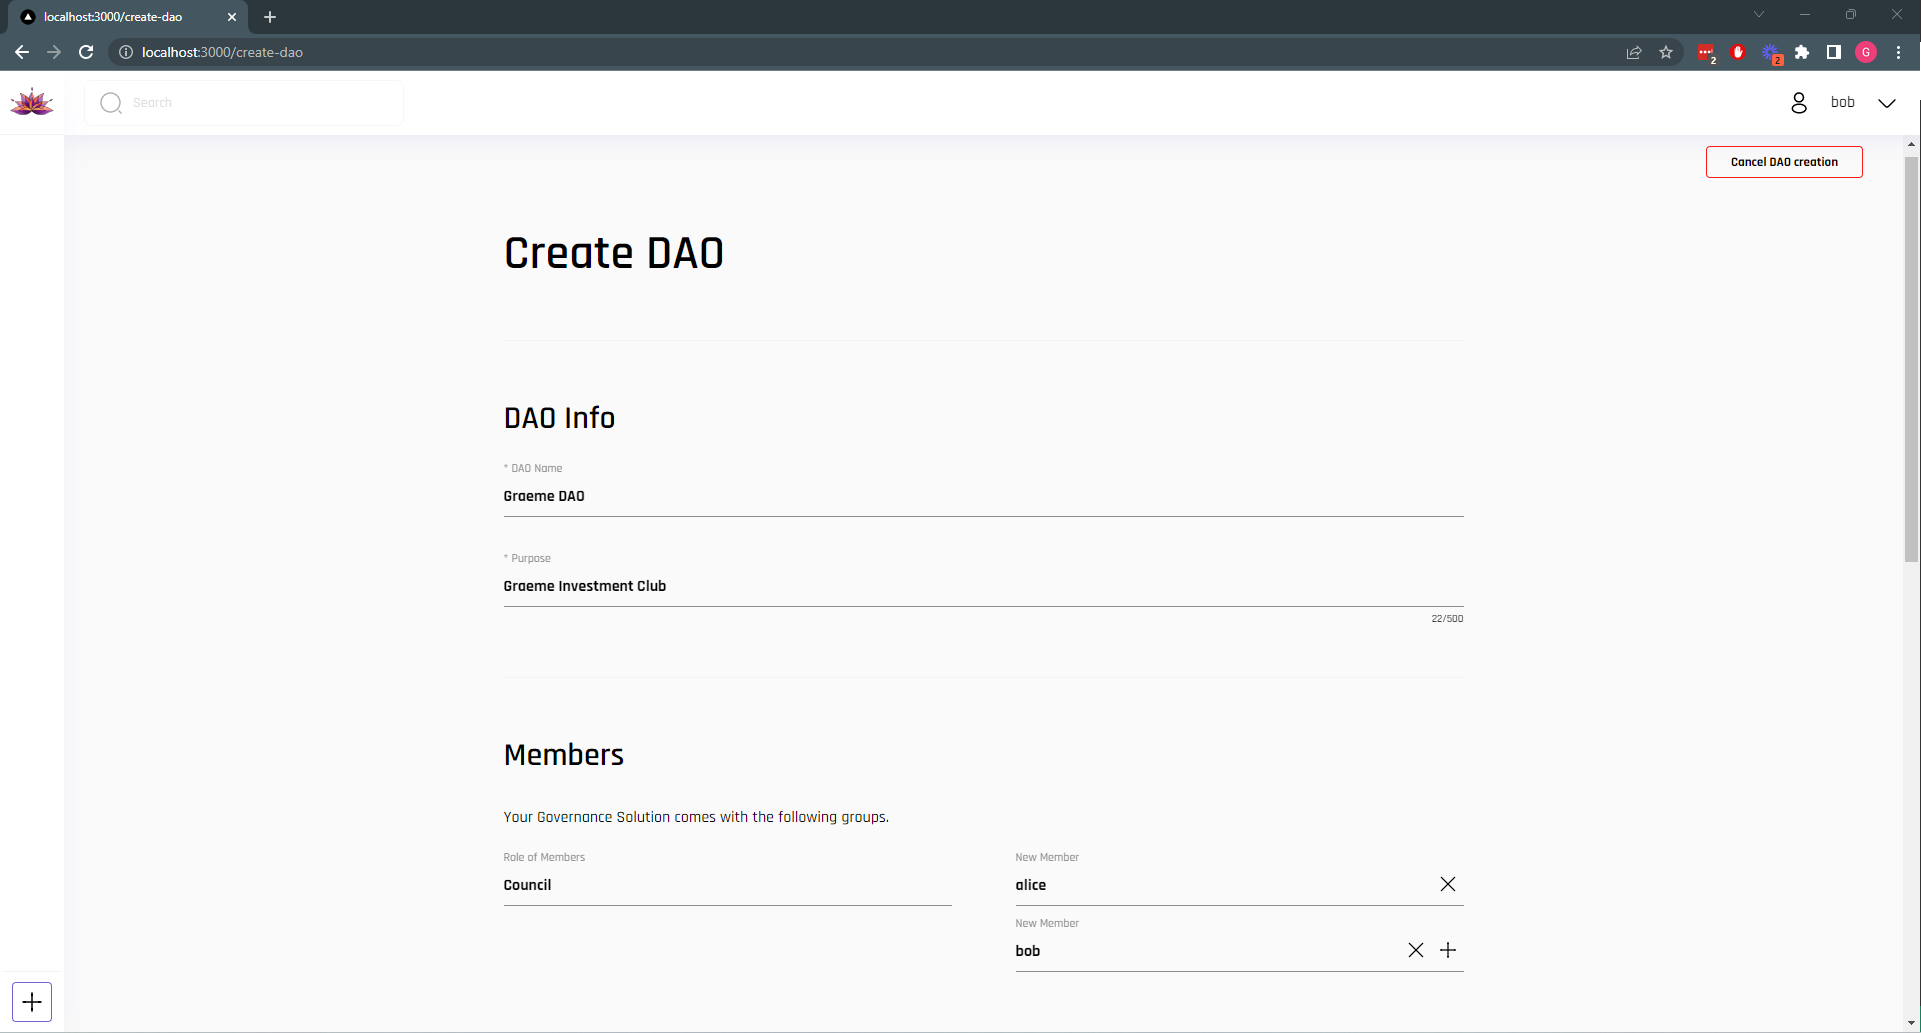 localhost:3000/create-dao
localhost:3000/create-dao
2
2
G
Search
bob
Cancel DAO creation
Create DAO
DAO Info
* DAO Name
Graeme DAO
* Purpose
Graeme Investment Club
22/500
Members
Your Governance Solution comes with the following groups.
Role of Members
New Member
Council
alice
New Member
bob